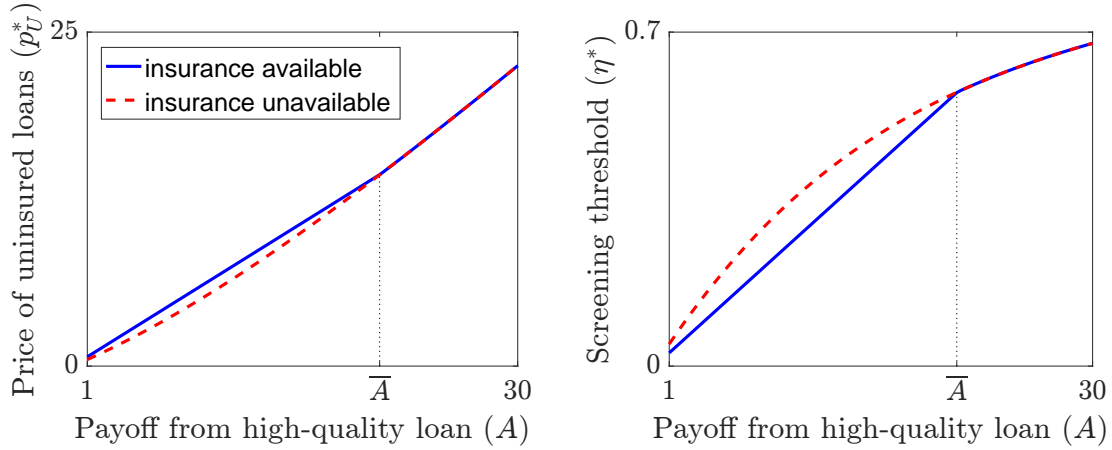 Price of uninsured loans (p*_U)
25
0
insurance available
insurance unavailable
1
A̅
30
Payoff from high-quality loan (A)
Screening threshold (η*)
0.7
0
1
A̅
30
Payoff from high-quality loan (A)